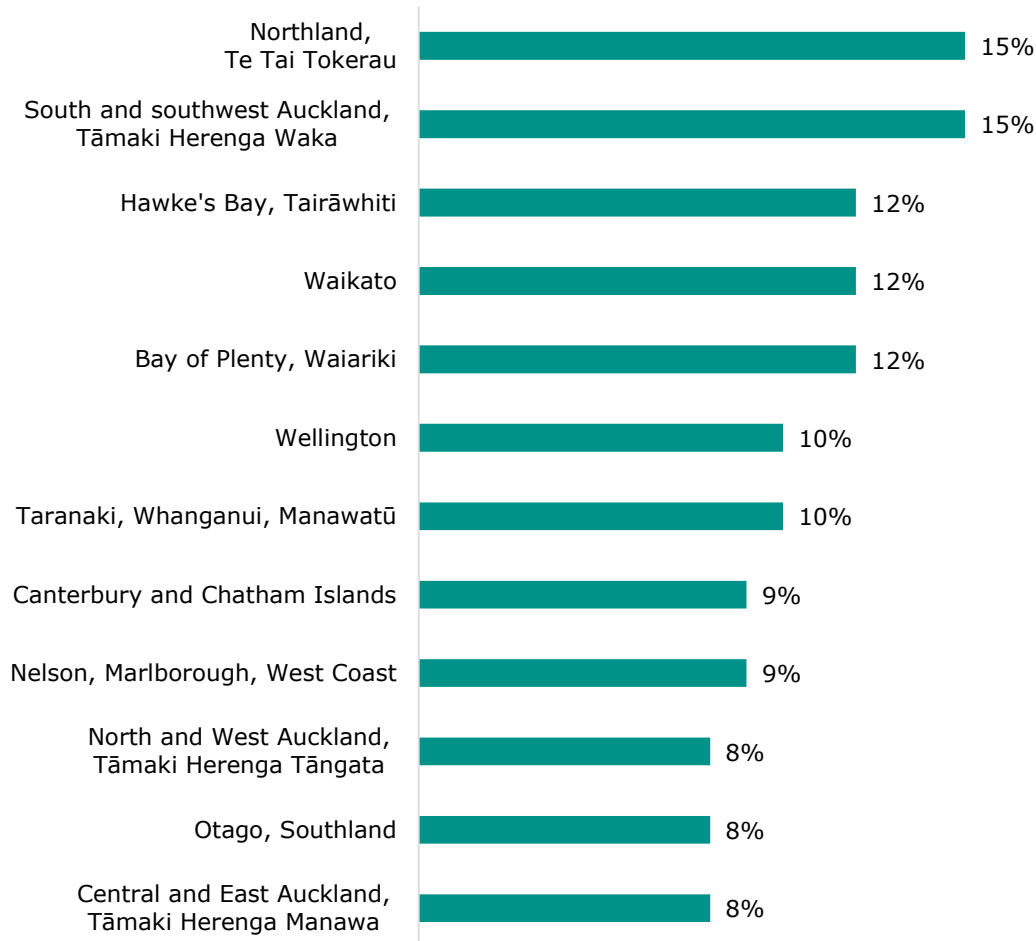 Northland,
Te Tai Tokerau
15%
South and southwest Auckland,
Tāmaki Herenga Waka
15%
Hawke's Bay, Tairāwhiti
12%
Waikato
12%
Bay of Plenty, Waiariki
12%
Wellington
10%
Taranaki, Whanganui, Manawatū
10%
Canterbury and Chatham Islands
9%
Nelson, Marlborough, West Coast
9%
North and West Auckland,
Tāmaki Herenga Tāngata
8%
Otago, Southland
8%
Central and East Auckland,
Tāmaki Herenga Manawa
8%